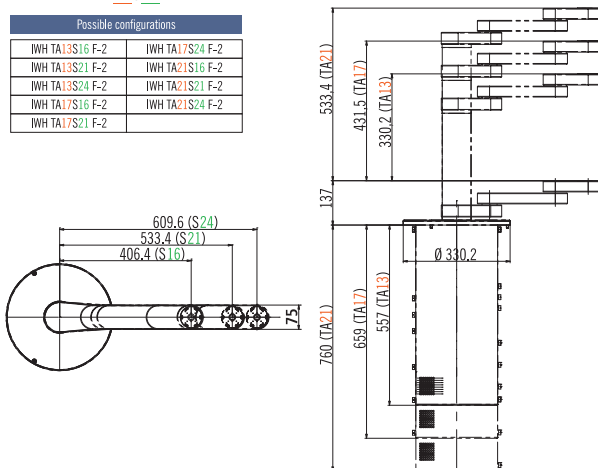 Possible configurations
IWH TA13S16 F-2 IWH TA17S24 F-2
IWH TA13S21 F-2 IWH TA21S16 F-2
IWH TA13S24 F-2 IWH TA21S21 F-2
IWH TA17S16 F-2 IWH TA21S24 F-2
IWH TA17S21 F-2
533,4 (TA21)
431,5 (TA17)
330,2 (TA13)
137
609.6 (S24)
533.4 (S21)
406.4 (S16)
75
Ø 330.2
760 (TA21)
659 (TA17)
557 (TA13)